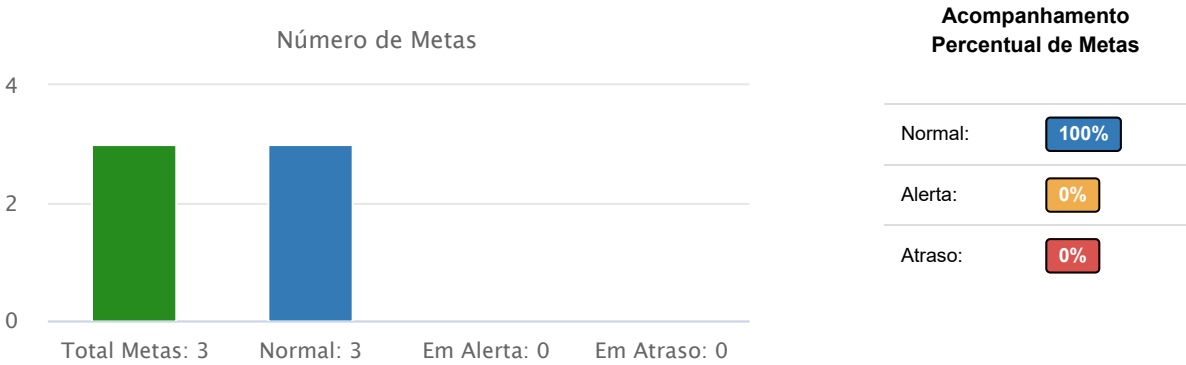 Número de Metas
4
2
0
Total Metas: 3
Normal: 3
Em Alerta: 0
Em Atraso: 0
Acompanhamento
Percentual de Metas
Normal: 100%
Alerta: 0%
Atraso: 0%